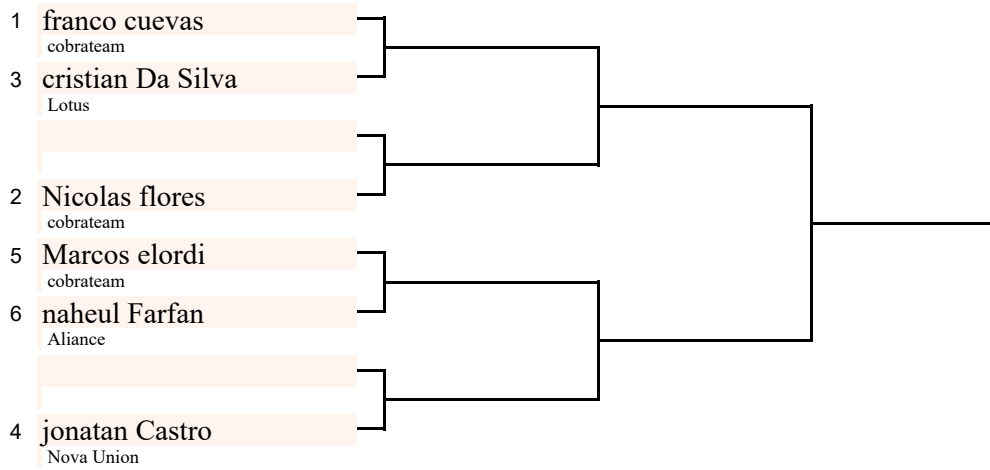 1 franco cuevas
cobrateam
3 cristian Da Silva
Lotus
2 Nicolas flores
cobrateam
5 Marcos elordi
cobrateam
6 naheul Farfan
Aliance
4 jonatan Castro
Nova Union